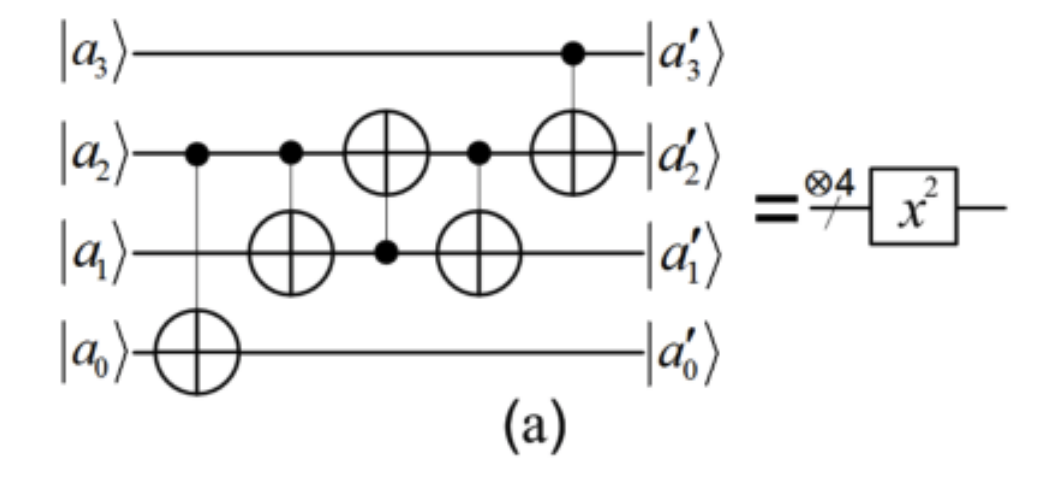 |a₃⟩ |a′₃⟩
|a₂⟩ |a′₂⟩ = ⊗4 x²
|a₁⟩ |a′₁⟩
|a₀⟩ |a′₀⟩
(a)